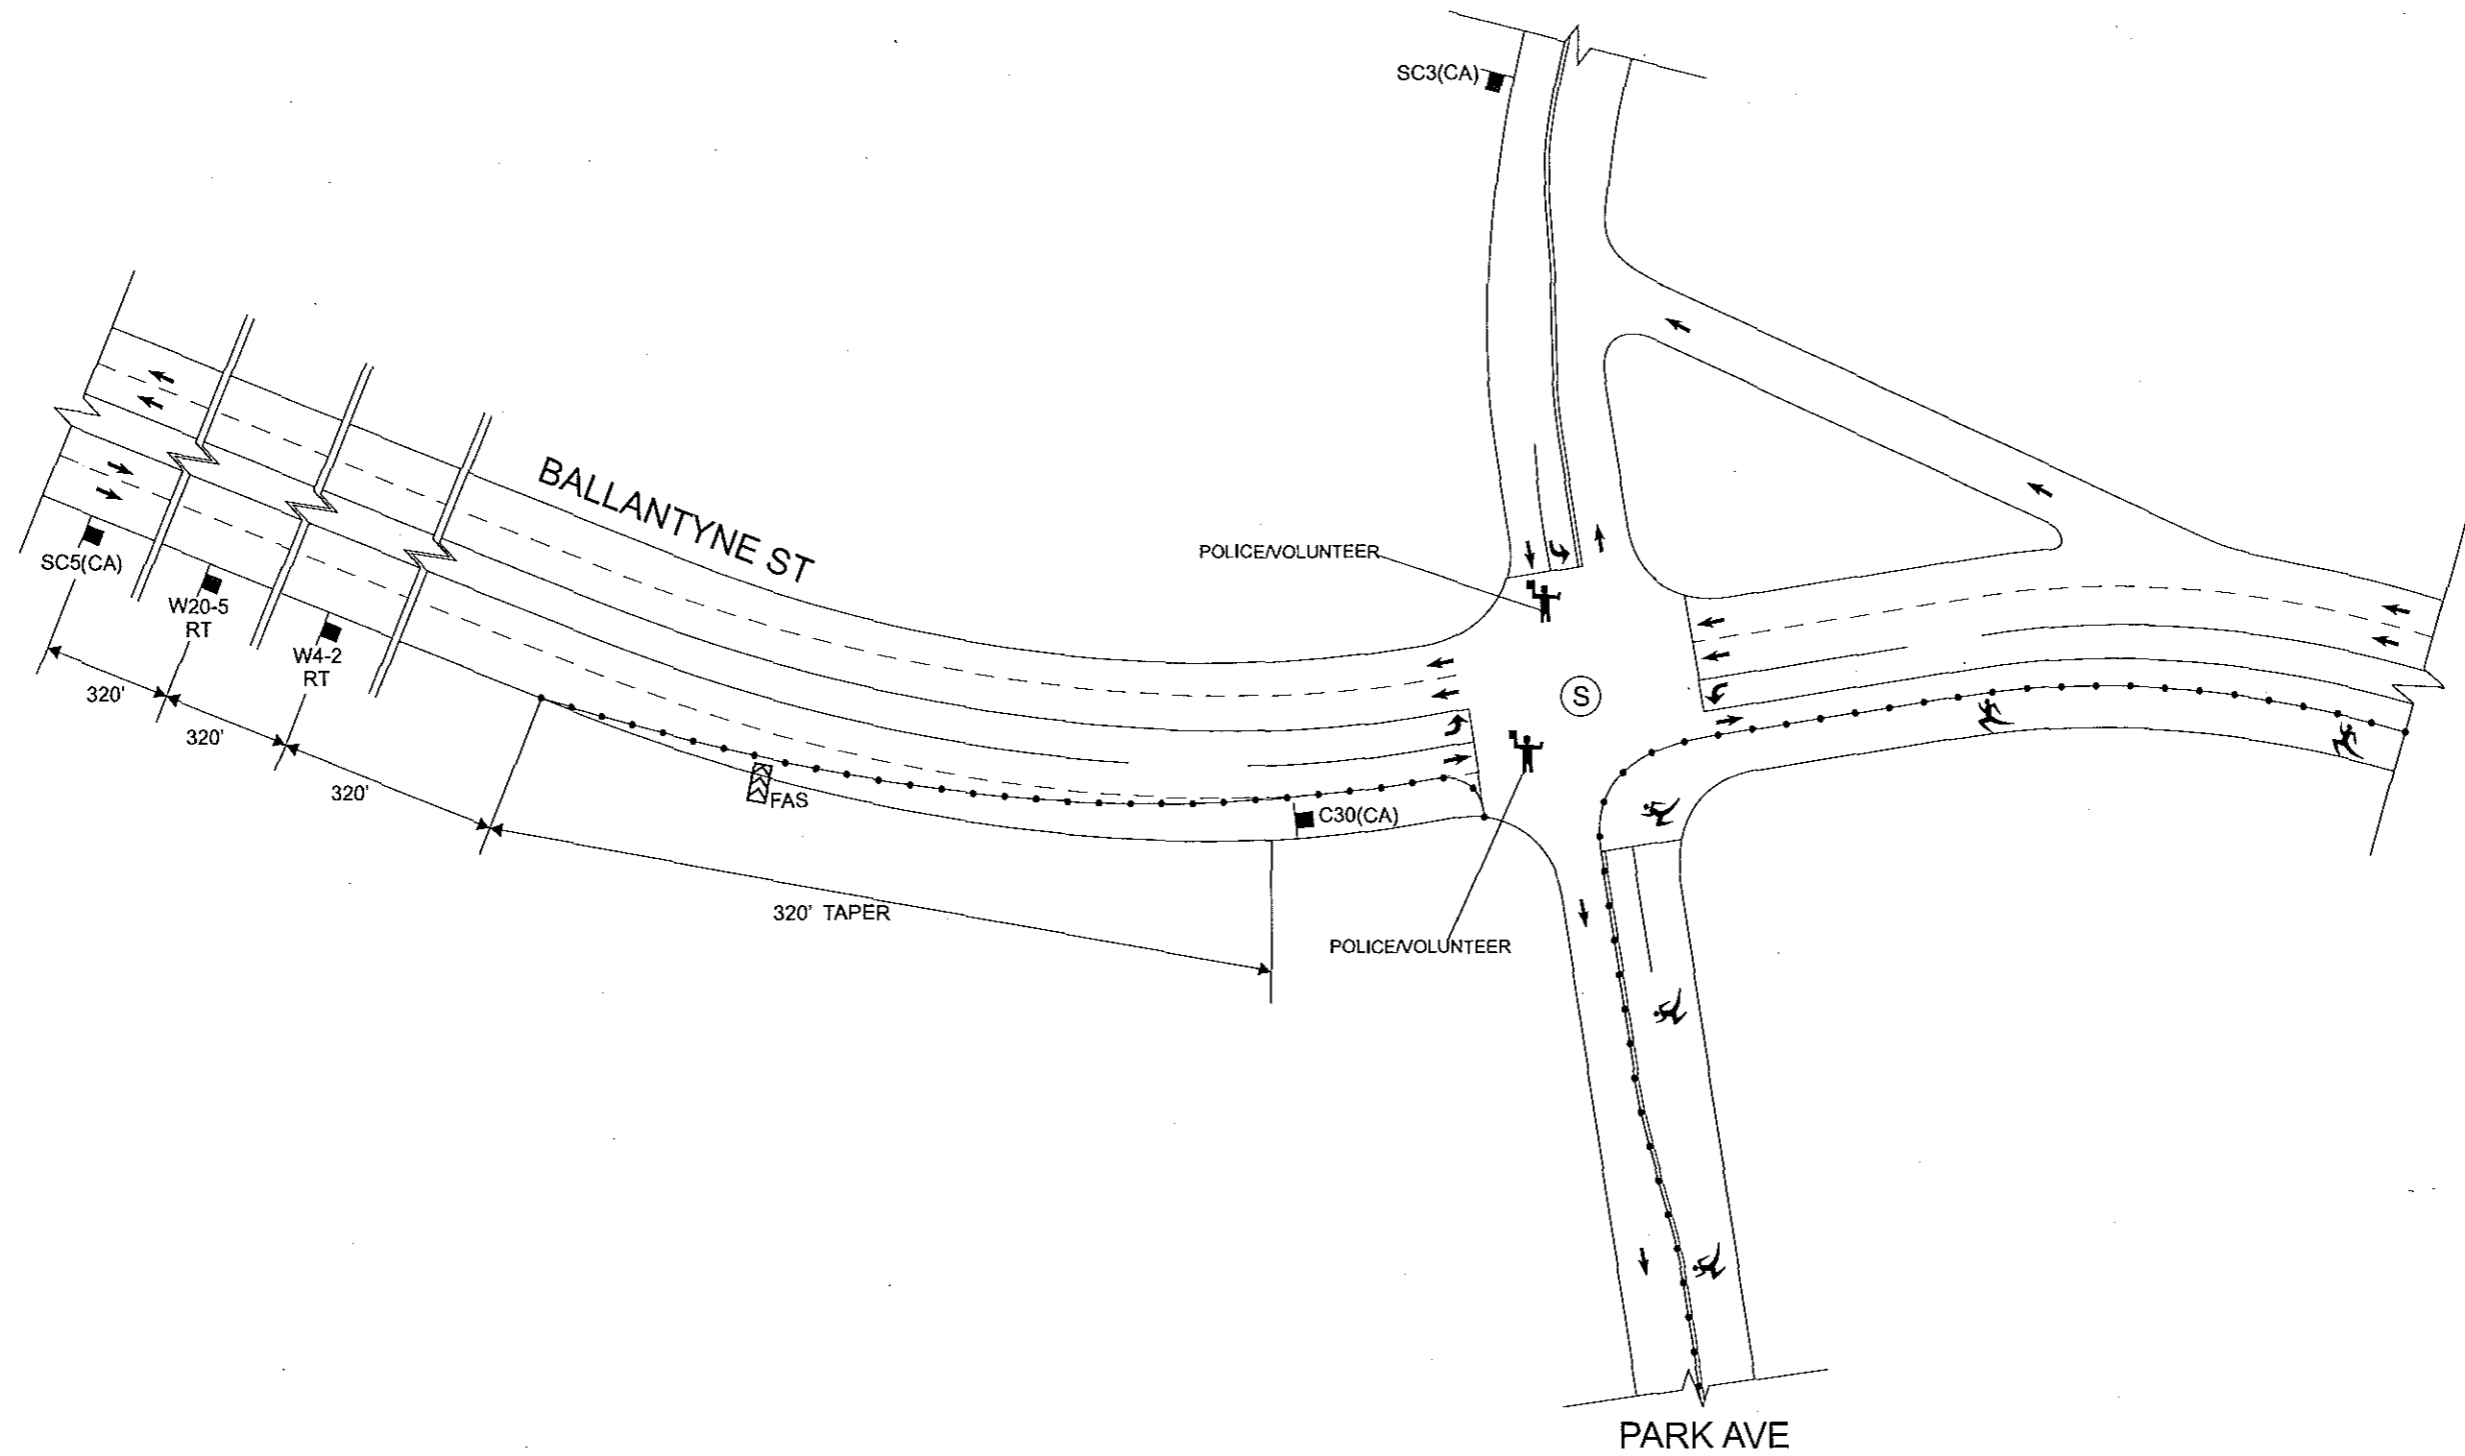 SC3(CA)
BALLANTYNE ST
POLICE/VOLUNTEER
SC5(CA)
W20-5
RT
W4-2
RT
320'
320'
320'
S
FAS
C30(CA)
320' TAPER
POLICE/VOLUNTEER
PARK AVE